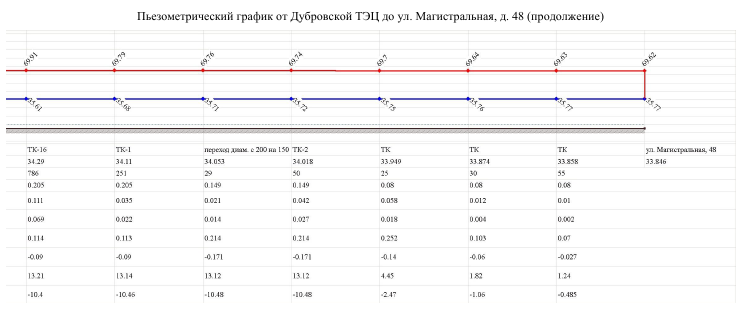 Пьезометрический график от Дубровской ТЭЦ до ул. Магистральная, д. 48 (продолжение)
69.91 69.79 69.76 69.74 69.7 69.64 69.63 69.62
35.61 35.68 35.71 35.72 35.75 35.76 35.77 35.77
ТК-16 ТК-1 переход диам. с 200 на 150 ТК-2 ТК ТК ТК ул. Магистральная, 48
34.29 34.11 34.053 34.018 33.949 33.874 33.858 33.846
786 251 29 50 25 30 55
0.205 0.205 0.149 0.149 0.08 0.08 0.08
0.111 0.035 0.021 0.042 0.058 0.012 0.01
0.069 0.022 0.014 0.027 0.018 0.004 0.002
0.114 0.113 0.214 0.214 0.252 0.103 0.07
-0.09 -0.09 -0.171 -0.171 -0.14 -0.06 -0.027
13.21 13.14 13.12 13.12 4.45 1.82 1.24
-10.4 -10.46 -10.48 -10.48 -2.47 -1.06 -0.485